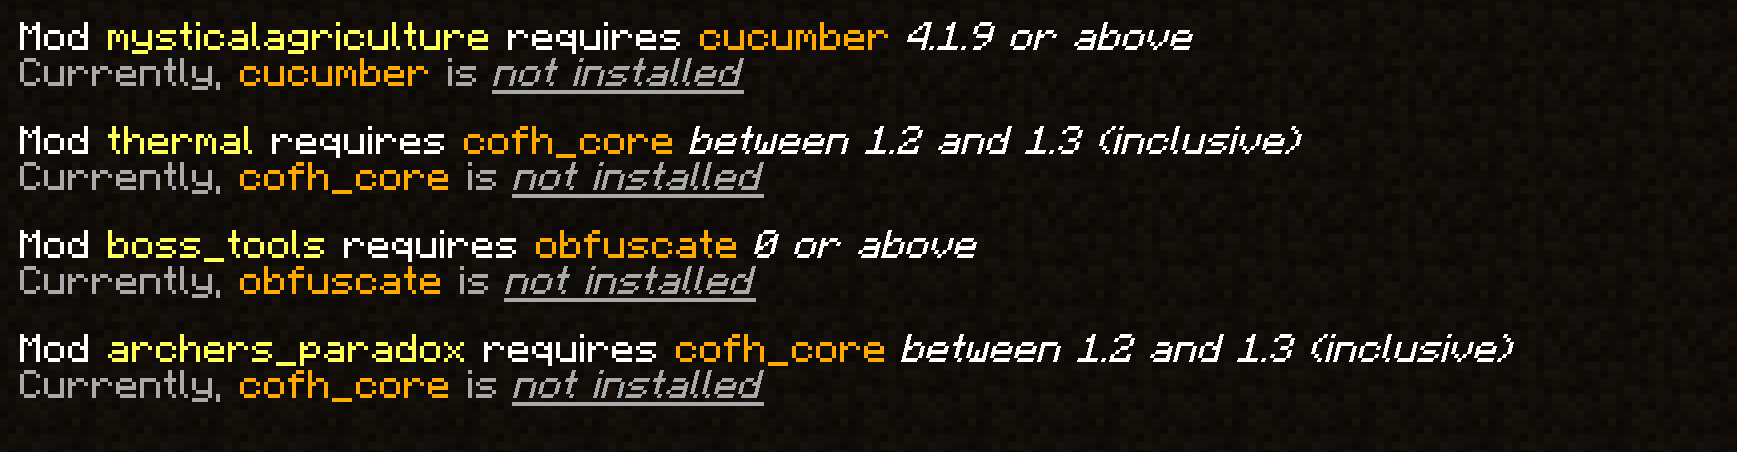 Mod mysticalagriculture requires cucumber 4.1.9 or above
Currently, cucumber is not installed
Mod thermal requires cofh_core between 1.2 and 1.3 (inclusive)
Currently, cofh_core is not installed
Mod boss_tools requires obfuscate 0 or above
Currently, obfuscate is not installed
Mod archers_paradox requires cofh_core between 1.2 and 1.3 (inclusive)
Currently, cofh_core is not installed